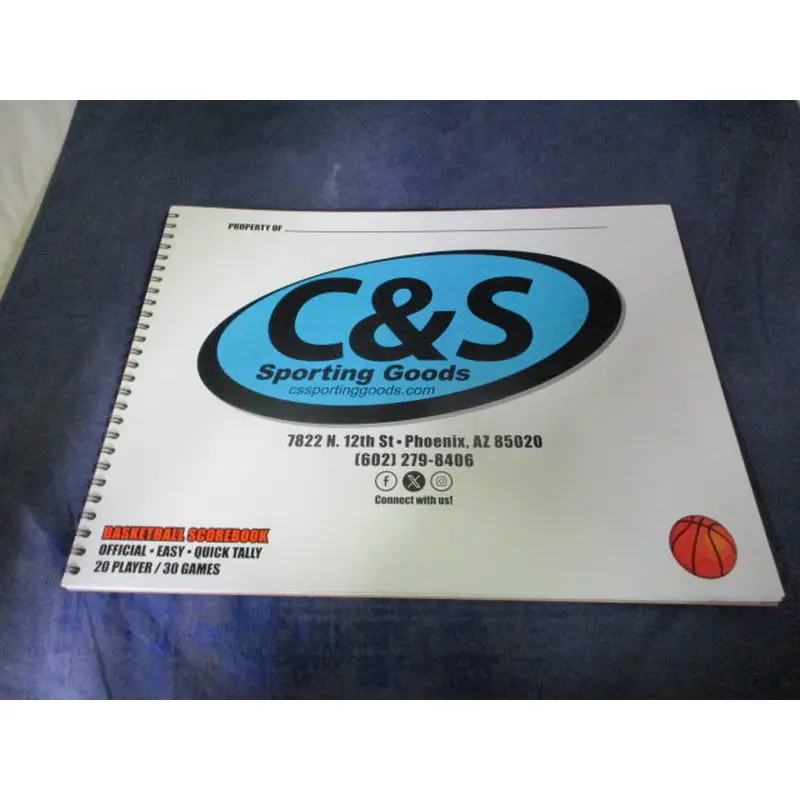 PROPERTY OF
C&S
Sporting Goods
cssportinggoods.com
7822 N. 12th St • Phoenix, AZ 85020
(602) 279-8406
Connect with us!
BASKETBALL SCOREBOOK
OFFICIAL • EASY • QUICK TALLY
20 PLAYER / 30 GAMES